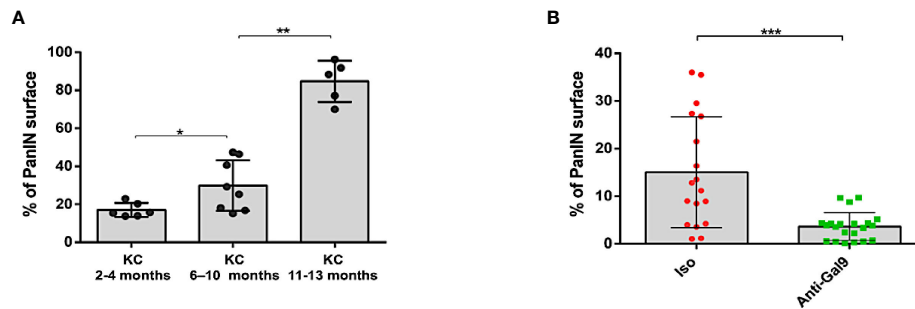 A
% of PanIN surface
100
80
60
40
20
0
*
**
KC
2-4 months
KC
6–10 months
KC
11-13 months
B
% of PanIN surface
40
30
20
10
0
***
Iso
Anti-Gal9